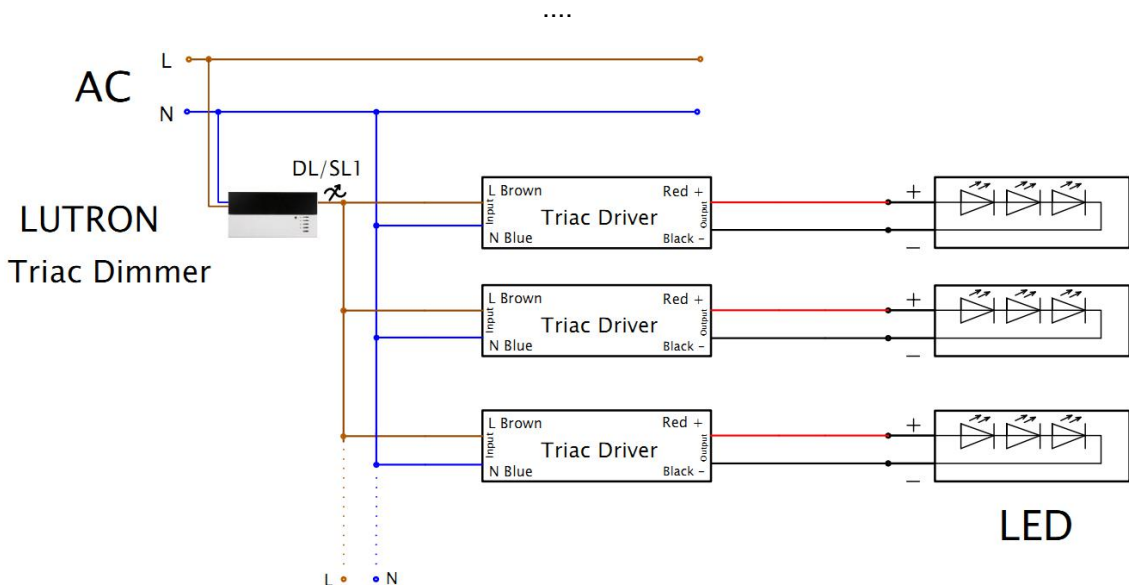 ....
L
AC
N
DL/SL1
LUTRON
Triac Dimmer
L Brown
Input
N Blue
Triac Driver
Red +
Output
Black -
+
-
L Brown
Input
N Blue
Triac Driver
Red +
Output
Black -
+
-
L Brown
Input
N Blue
Triac Driver
Red +
Output
Black -
+
-
LED
L
N